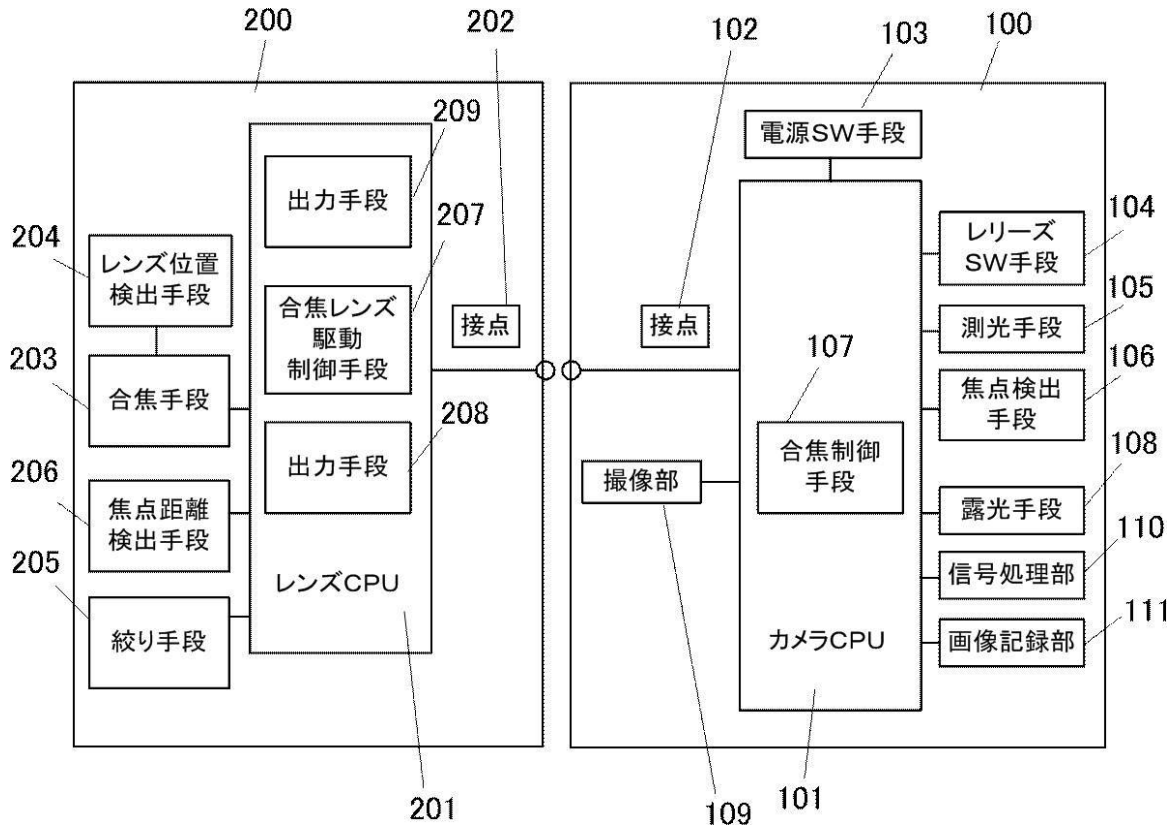 200
202
102
103
100
209
電源SW手段
出力手段
207
104
204
レリーズ
SW手段
レンズ位置
検出手段
105
合焦レンズ
駆動
制御手段
接点
接点
測光手段
203
107
106
合焦手段
焦点検出
手段
208
206
出力手段
合焦制御
手段
108
撮像部
焦点距離
検出手段
露光手段
205
110
レンズCPU
信号処理部
絞り手段
カメラCPU
111
画像記録部
201
109
101